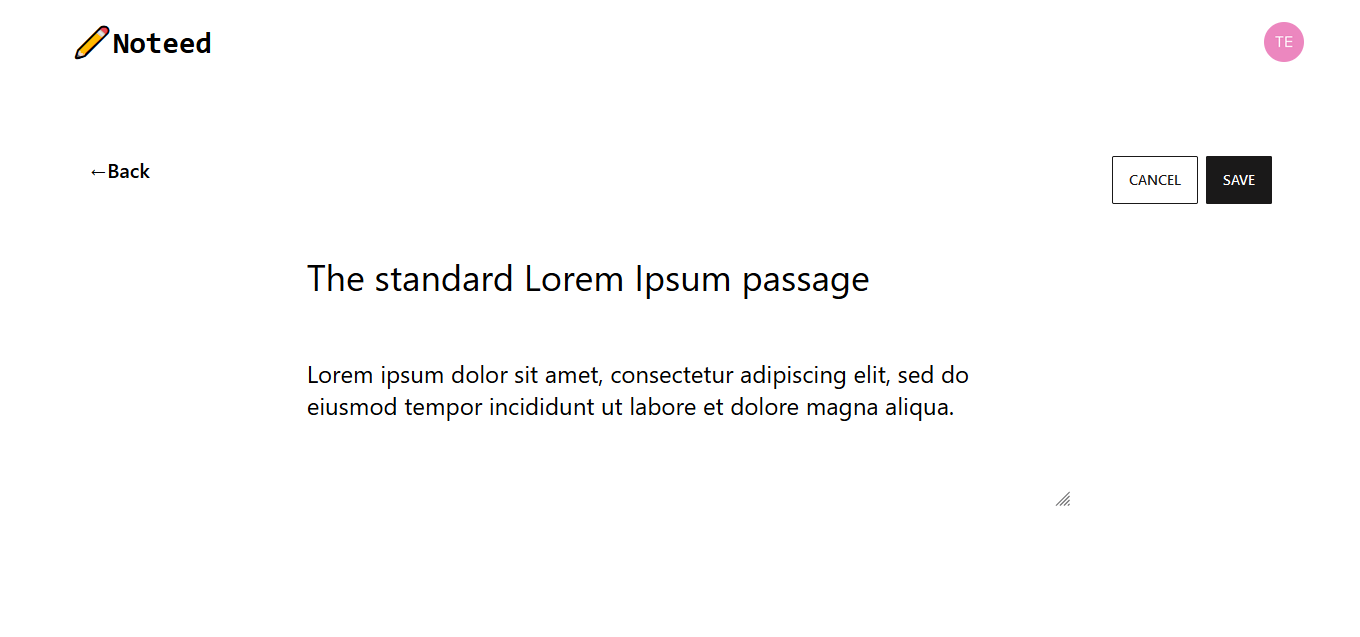 Noteed
TE
←Back
CANCEL
SAVE
The standard Lorem Ipsum passage
Lorem ipsum dolor sit amet, consectetur adipiscing elit, sed do
eiusmod tempor incididunt ut labore et dolore magna aliqua.